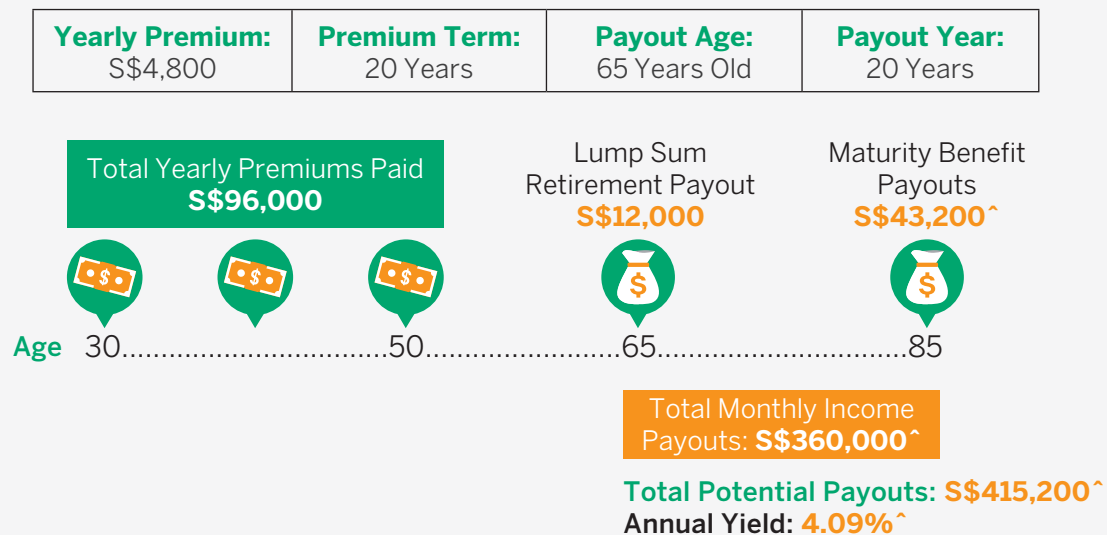 Yearly Premium:
S$4,800
Premium Term:
20 Years
Payout Age:
65 Years Old
Payout Year:
20 Years
Total Yearly Premiums Paid
S$96,000
Lump Sum
Retirement Payout
S$12,000
Maturity Benefit
Payouts
S$43,200^
$
$
$
$
$
Age 30..................................50.............................65................................85
Total Monthly Income
Payouts: S$360,000^
Total Potential Payouts: S$415,200^
Annual Yield: 4.09%^